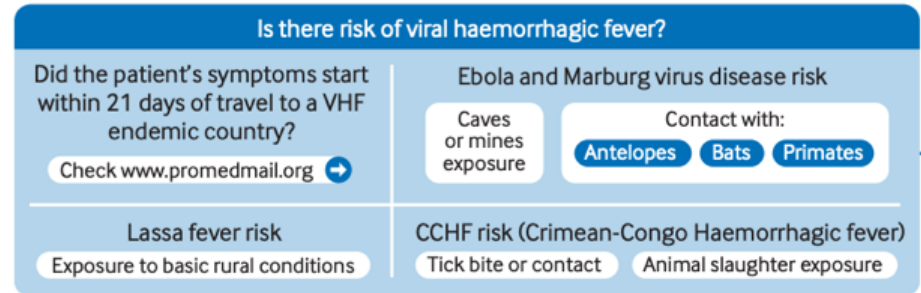 Is there risk of viral haemorrhagic fever?
Did the patient's symptoms start
within 21 days of travel to a VHF
endemic country?
Check www.promedmail.org
Ebola and Marburg virus disease risk
Caves
or mines
exposure
Contact with:
Antelopes Bats Primates
Lassa fever risk
Exposure to basic rural conditions
CCHF risk (Crimean-Congo Haemorrhagic fever)
Tick bite or contact Animal slaughter exposure